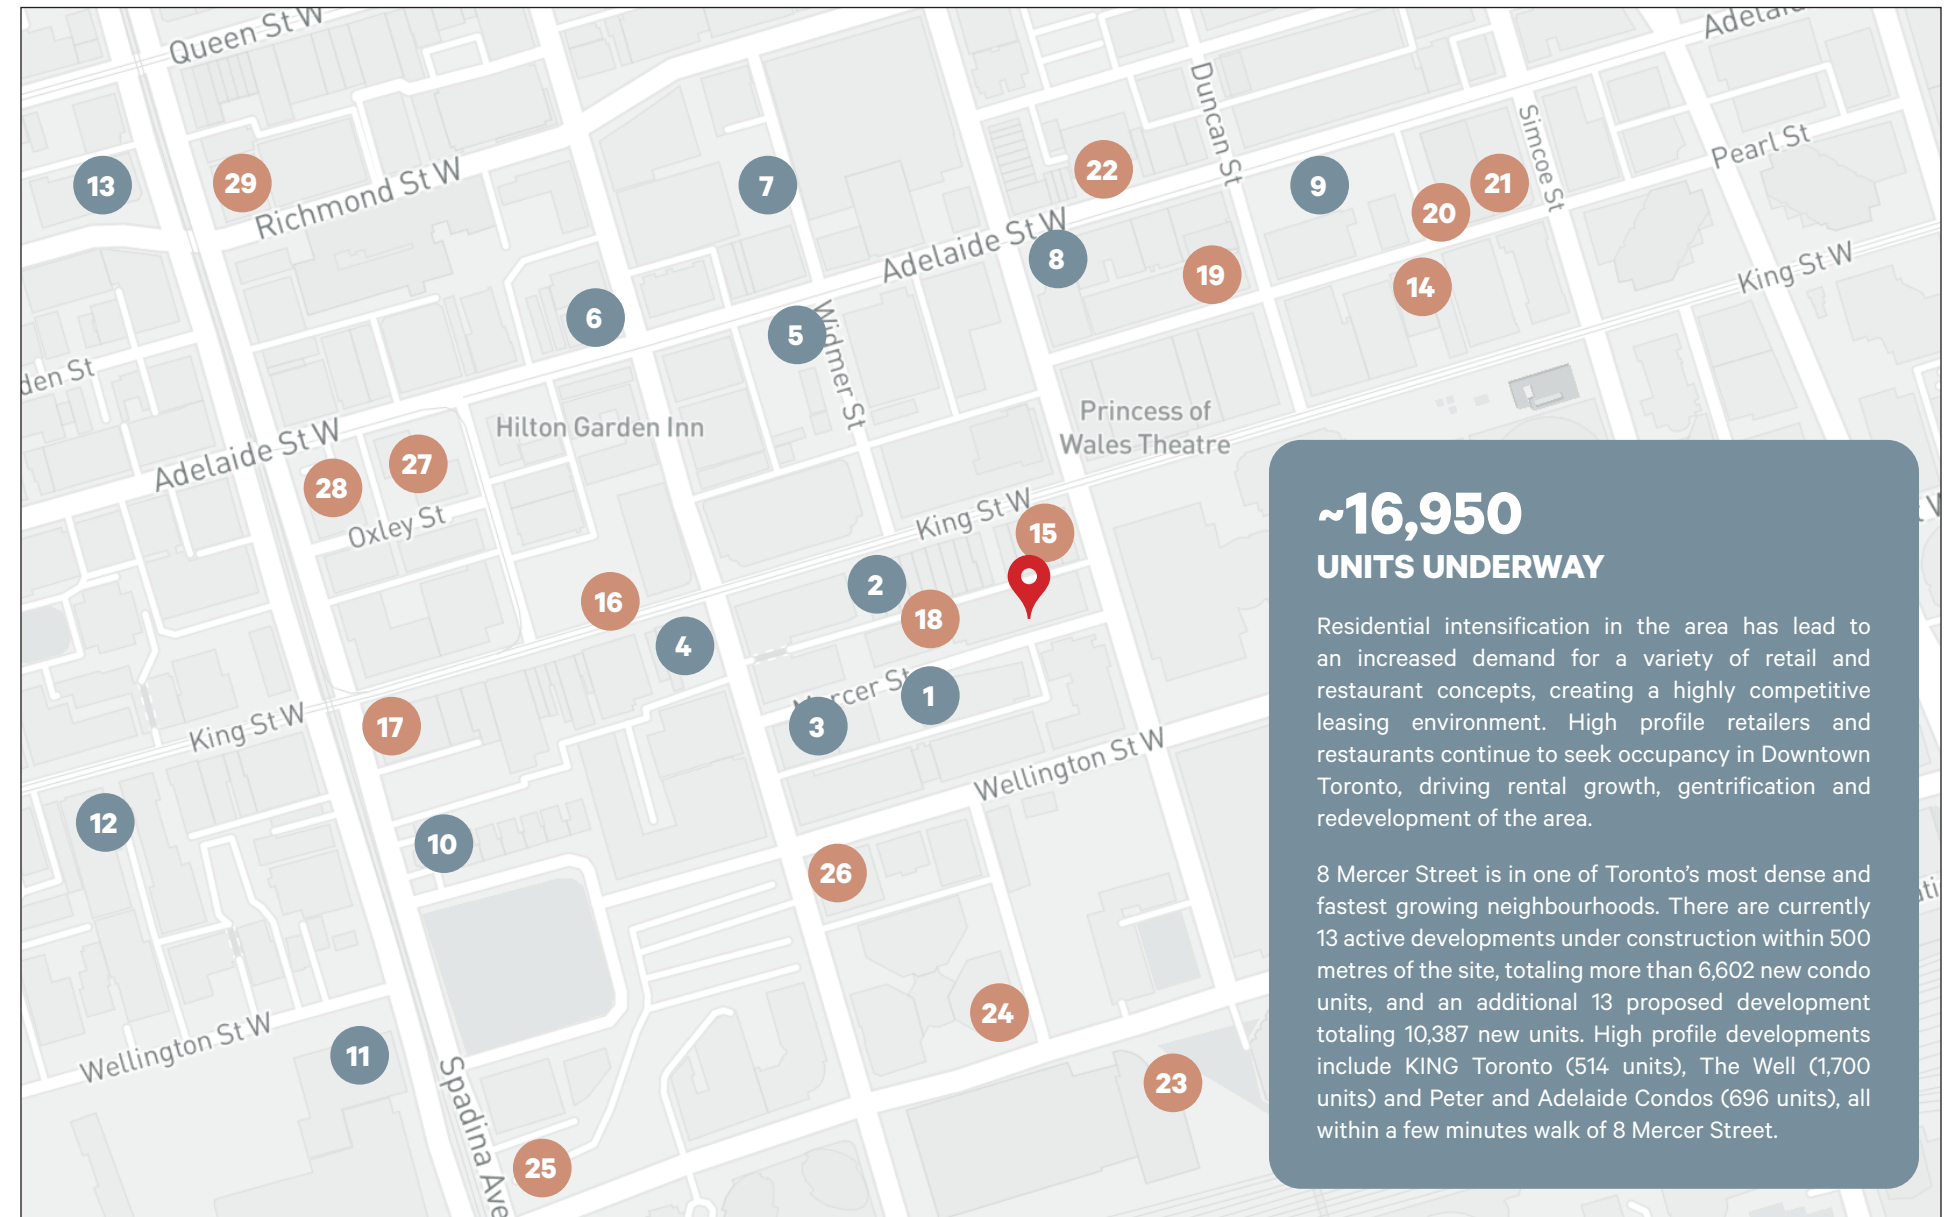 Queen St W
Adelai
Duncan St
Simcoe St
Pearl St
13
29
Richmond St W
7
22
9
21
20
Adelaide St W
8
19
14
King St W
6
5
Widmer St
den St
Hilton Garden Inn
Princess of
Wales Theatre
Adelaide St W
27
28
Oxley St
King St W
15
2
16
18
4
Mercer St
1
3
17
King St W
Wellington St W
12
10
26
24
Wellington St W
11
23
Spadina Ave
25
~16,950
UNITS UNDERWAY
Residential intensification in the area has lead to
an increased demand for a variety of retail and
restaurant concepts, creating a highly competitive
leasing environment. High profile retailers and
restaurants continue to seek occupancy in Downtown
Toronto, driving rental growth, gentrification and
redevelopment of the area.
8 Mercer Street is in one of Toronto’s most dense and
fastest growing neighbourhoods. There are currently
13 active developments under construction within 500
metres of the site, totaling more than 6,602 new condo
units, and an additional 13 proposed development
totaling 10,387 new units. High profile developments
include KING Toronto (514 units), The Well (1,700
units) and Peter and Adelaide Condos (696 units), all
within a few minutes walk of 8 Mercer Street.